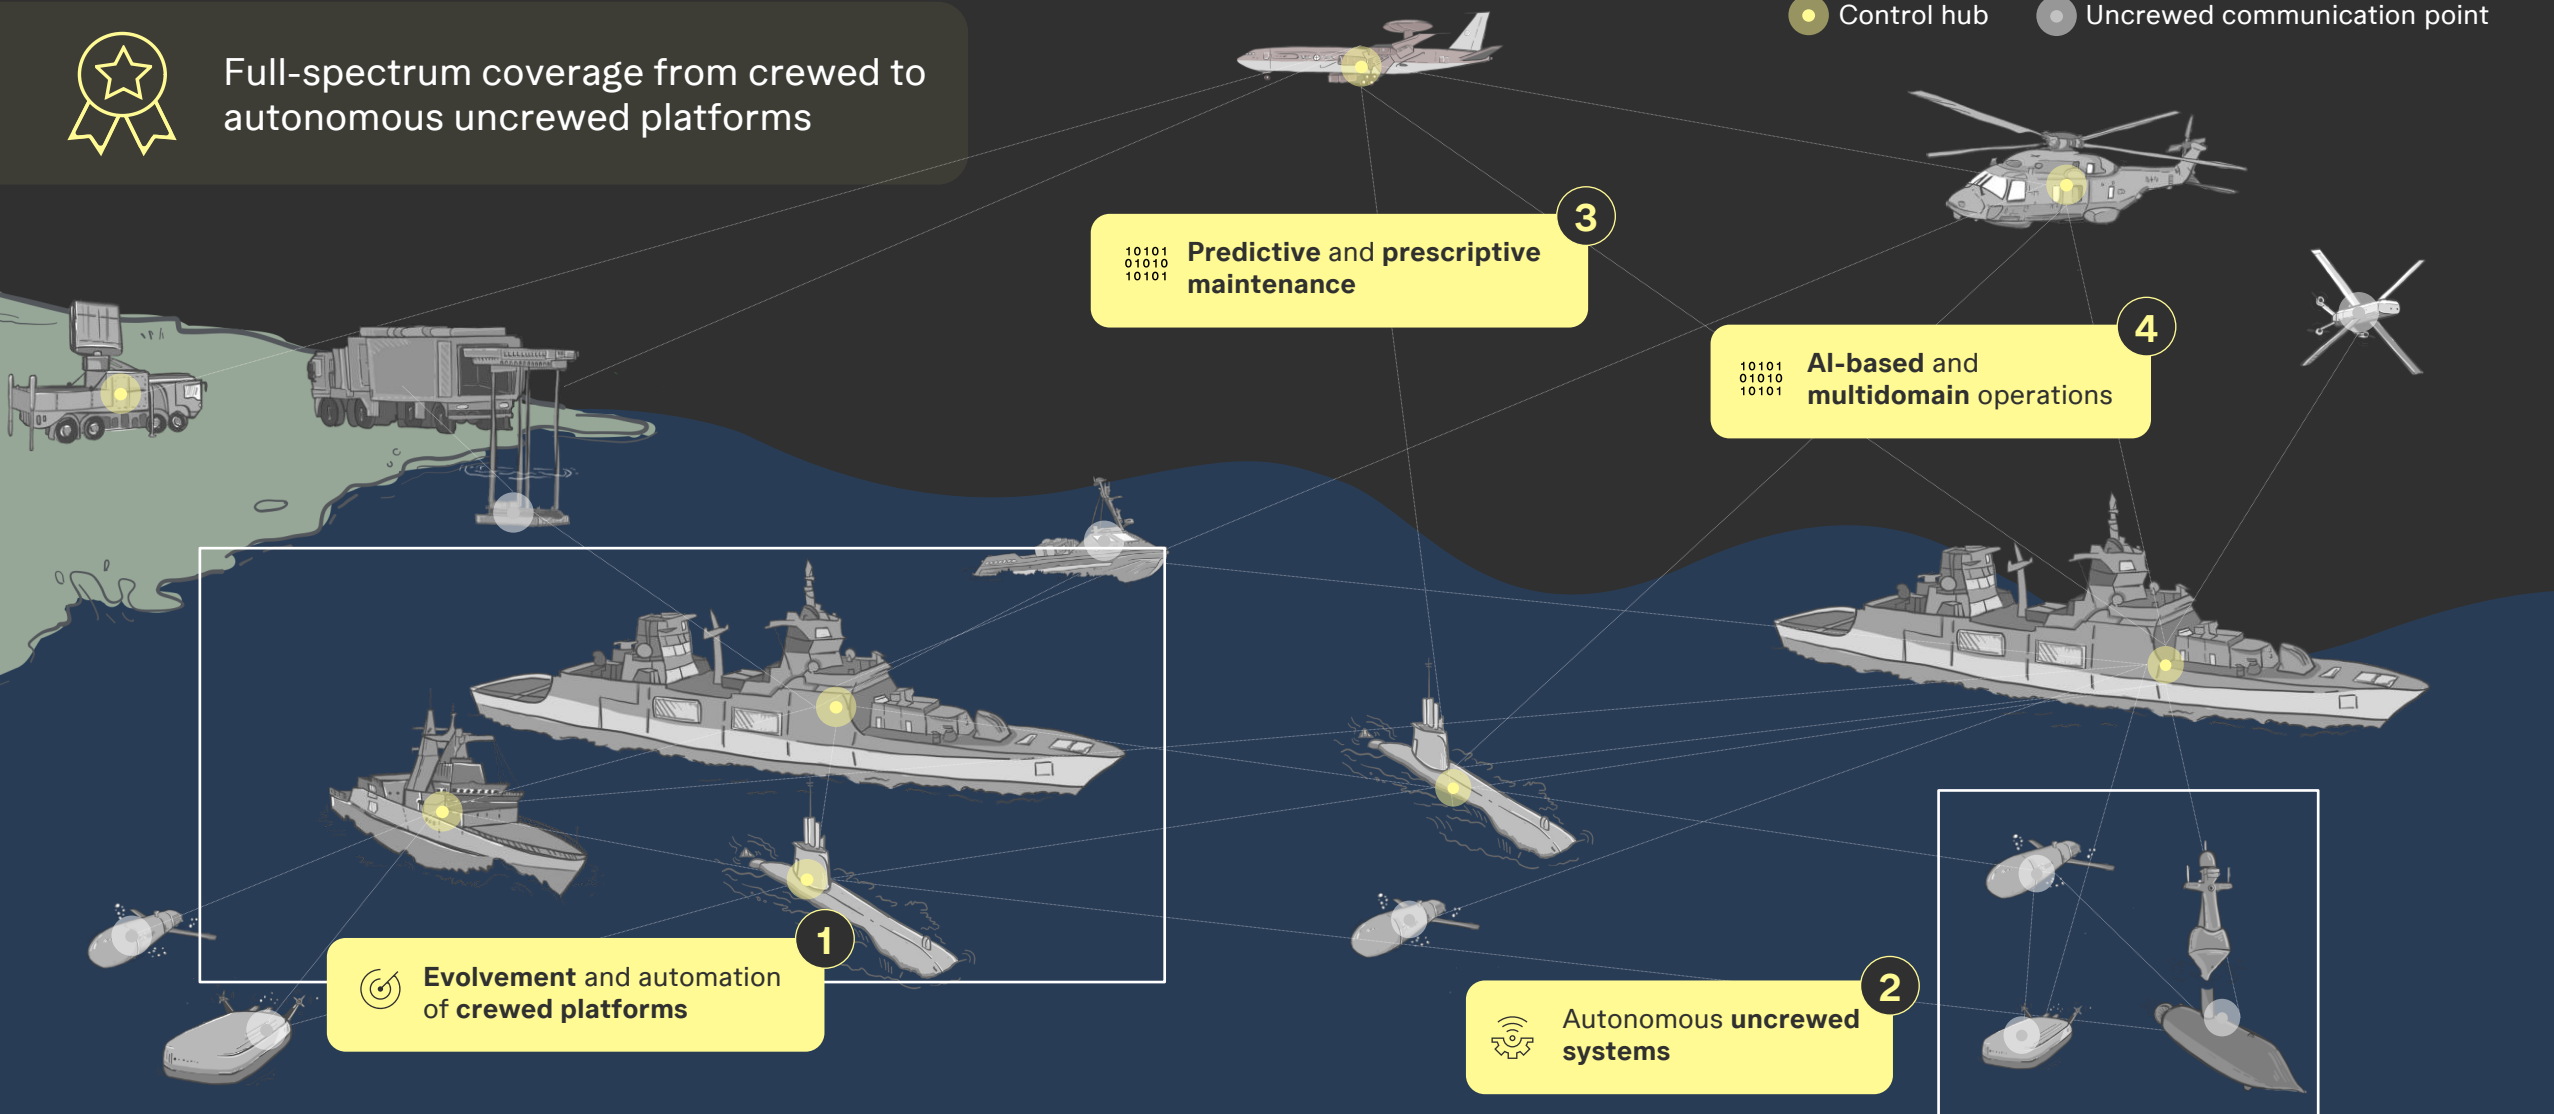 Control hub
Uncrewed communication point
Full-spectrum coverage from crewed to
autonomous uncrewed platforms
3
10101
01010
10101
Predictive and prescriptive
maintenance
4
10101
01010
10101
AI-based and
multidomain operations
1
Evolvement and automation
of crewed platforms
2
Autonomous uncrewed
systems